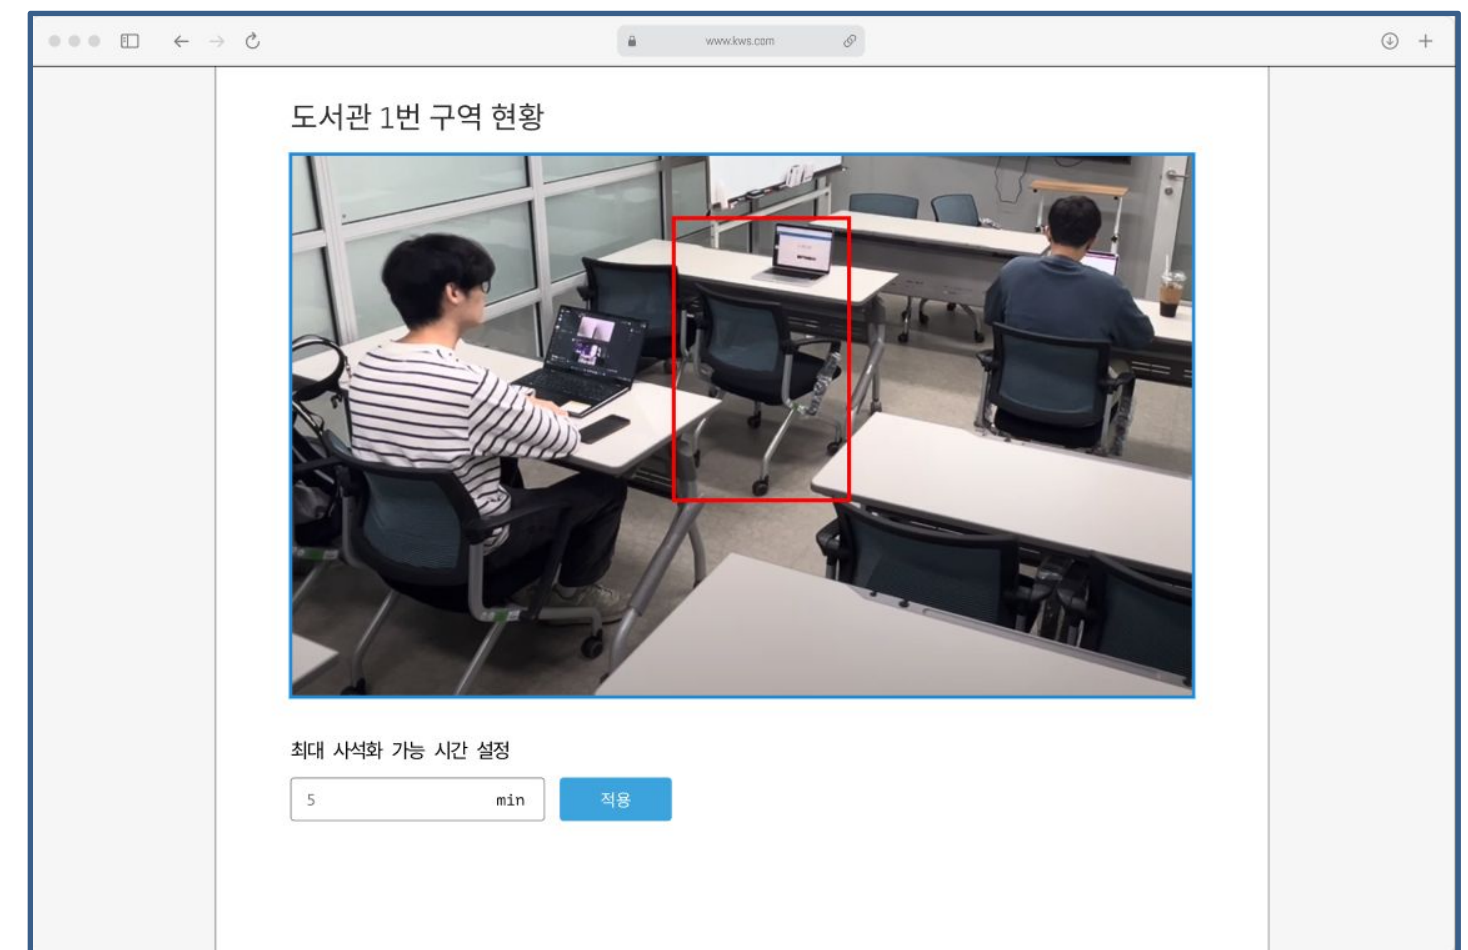 www.kws.com
도서관 1번 구역 현황
최대 사석화 가능 시간 설정
5 min
적용